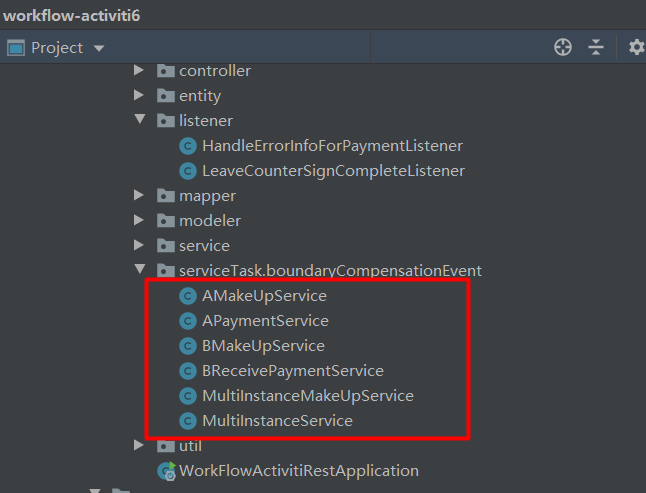 workflow-activiti6
Project
controller
entity
listener
HandleErrorInfoForPaymentListener
LeaveCounterSignCompleteListener
mapper
modeler
service
serviceTask.boundaryCompensationEvent
AMakeUpService
APaymentService
BMakeUpService
BReceivePaymentService
MultiInstanceMakeUpService
MultiInstanceService
util
WorkFlowActivitiRestApplication